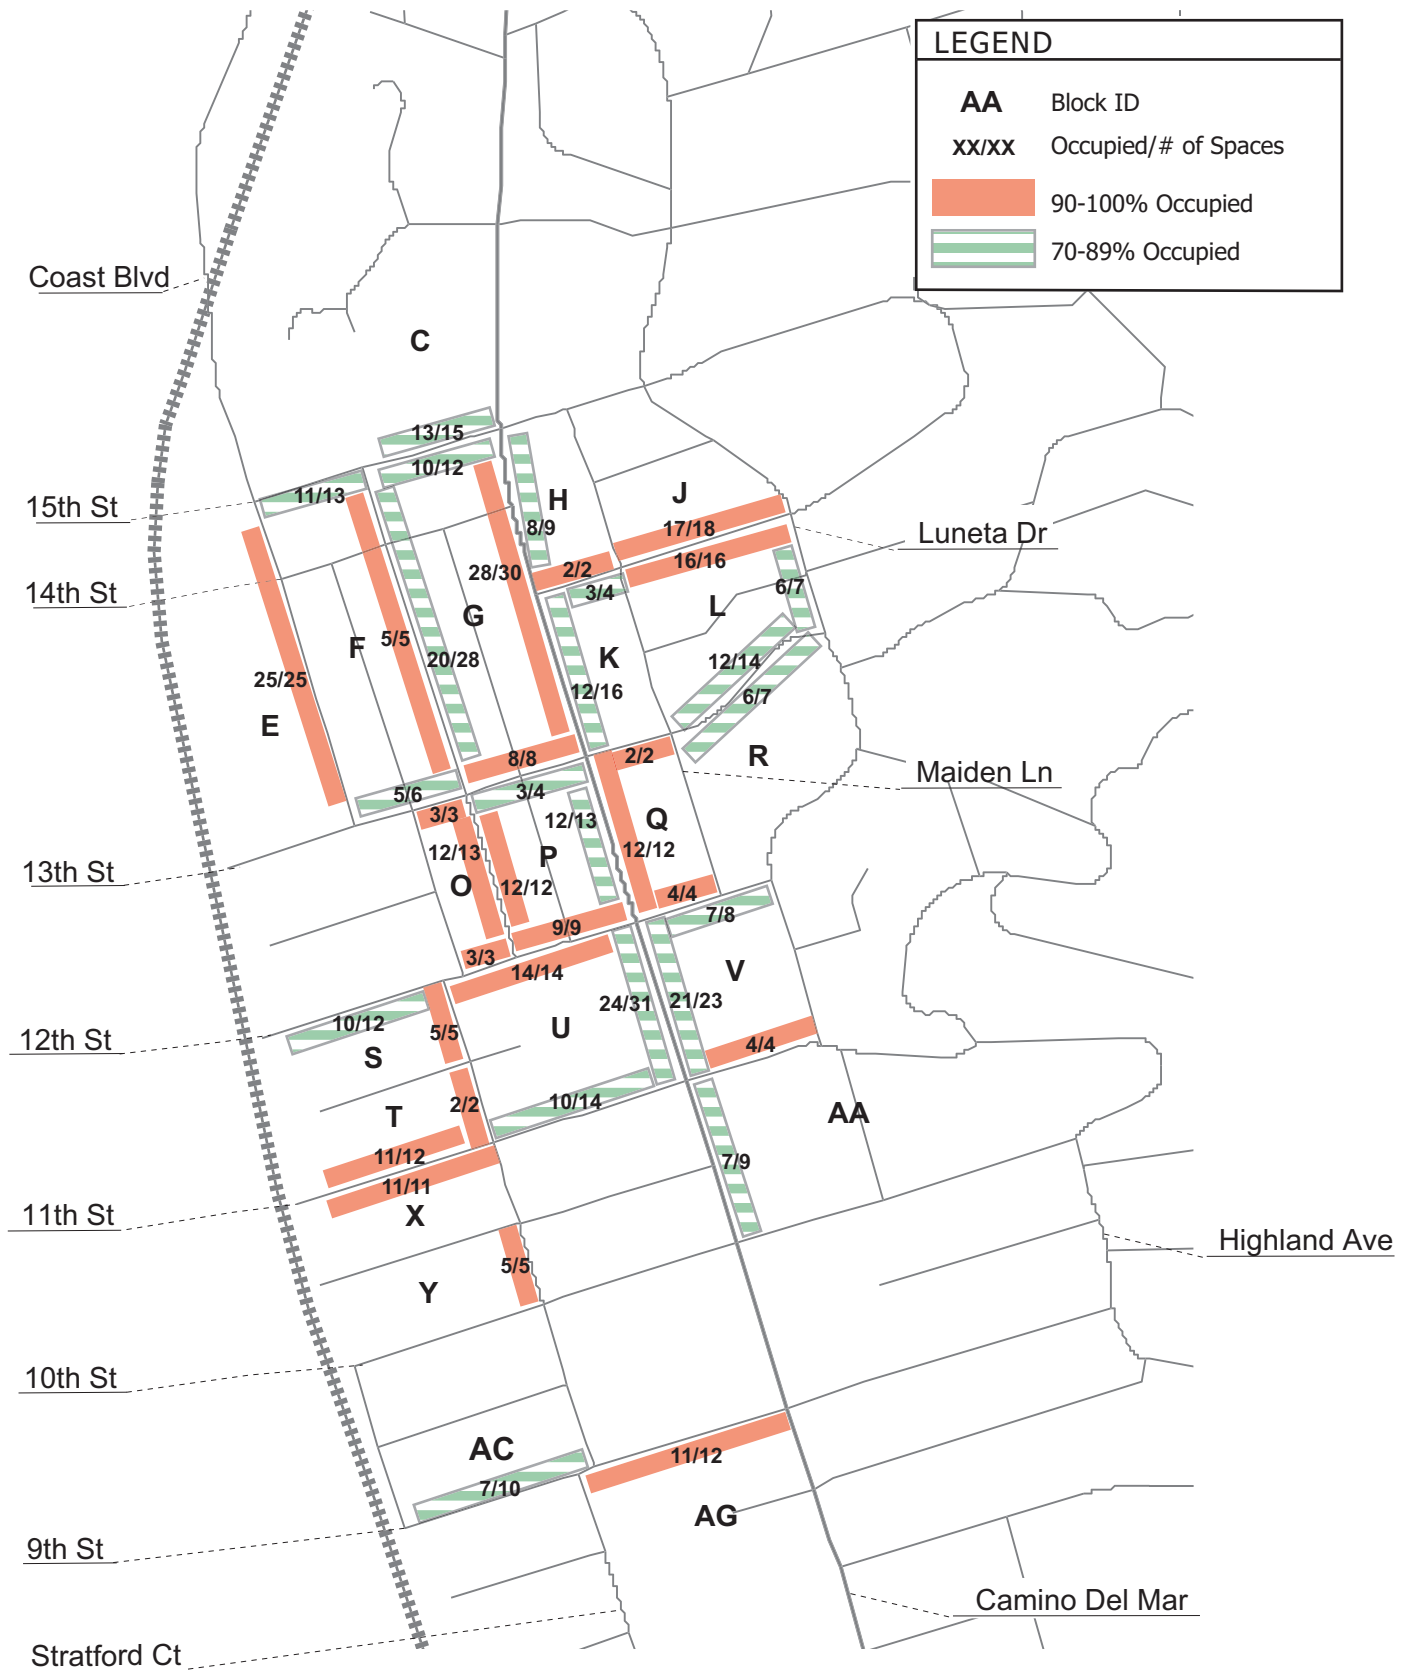 LEGEND
AA Block ID
XX/XX Occupied/# of Spaces
90-100% Occupied
70-89% Occupied
Coast Blvd
C
13/15
10/12
11/13
15th St
H
J
8/9
17/18
Luneta Dr
16/16
28/30
2/2
3/4
6/7
14th St
G
L
F
5/5
20/28
K
12/14
25/25
12/16
6/7
E
8/8
2/2
R
Maiden Ln
5/6
3/4
3/3
12/13
Q
12/13
P
12/12
13th St
O
12/12
4/4
7/8
9/9
3/3
14/14
V
24/31
21/23
10/12
5/5
U
12th St
S
4/4
2/2
10/14
T
AA
11/12
7/9
11/11
11th St
X
Highland Ave
5/5
Y
10th St
AC
11/12
7/10
AG
9th St
Camino Del Mar
Stratford Ct